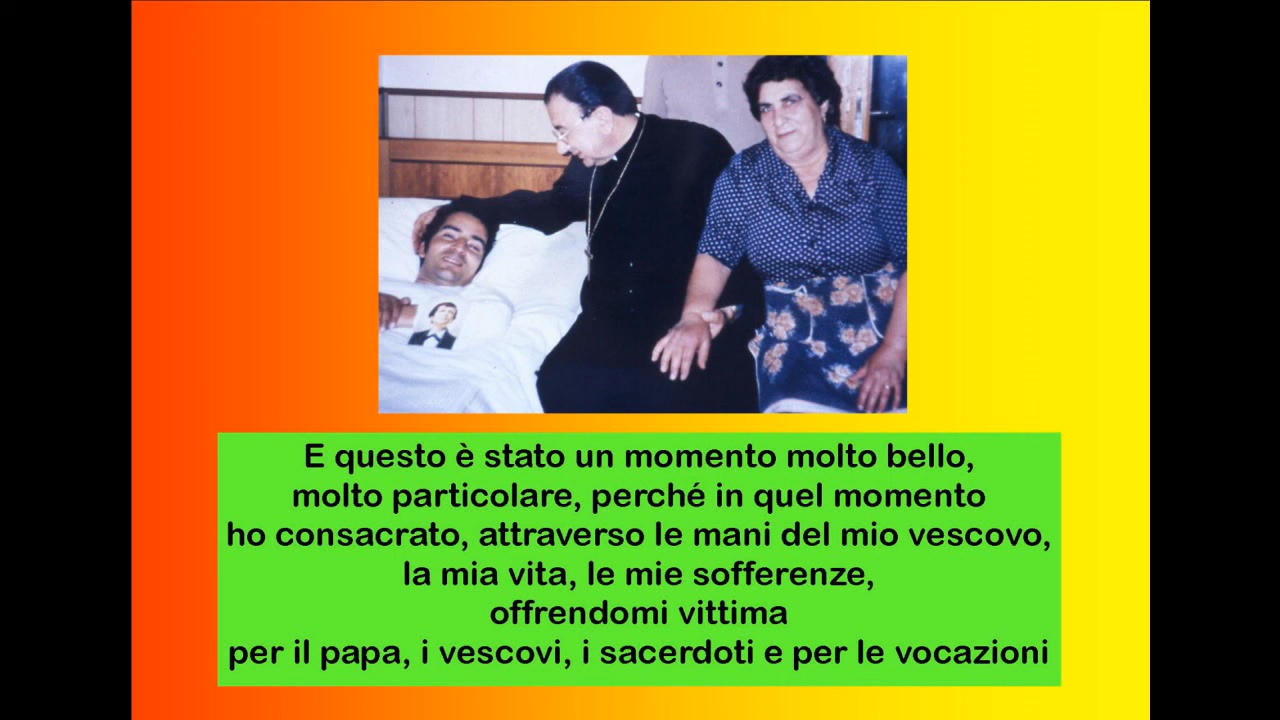 E questo è stato un momento molto bello,
molto particolare, perché in quel momento
ho consacrato, attraverso le mani del mio vescovo,
la mia vita, le mie sofferenze,
offrendomi vittima
per il papa, i vescovi, i sacerdoti e per le vocazioni